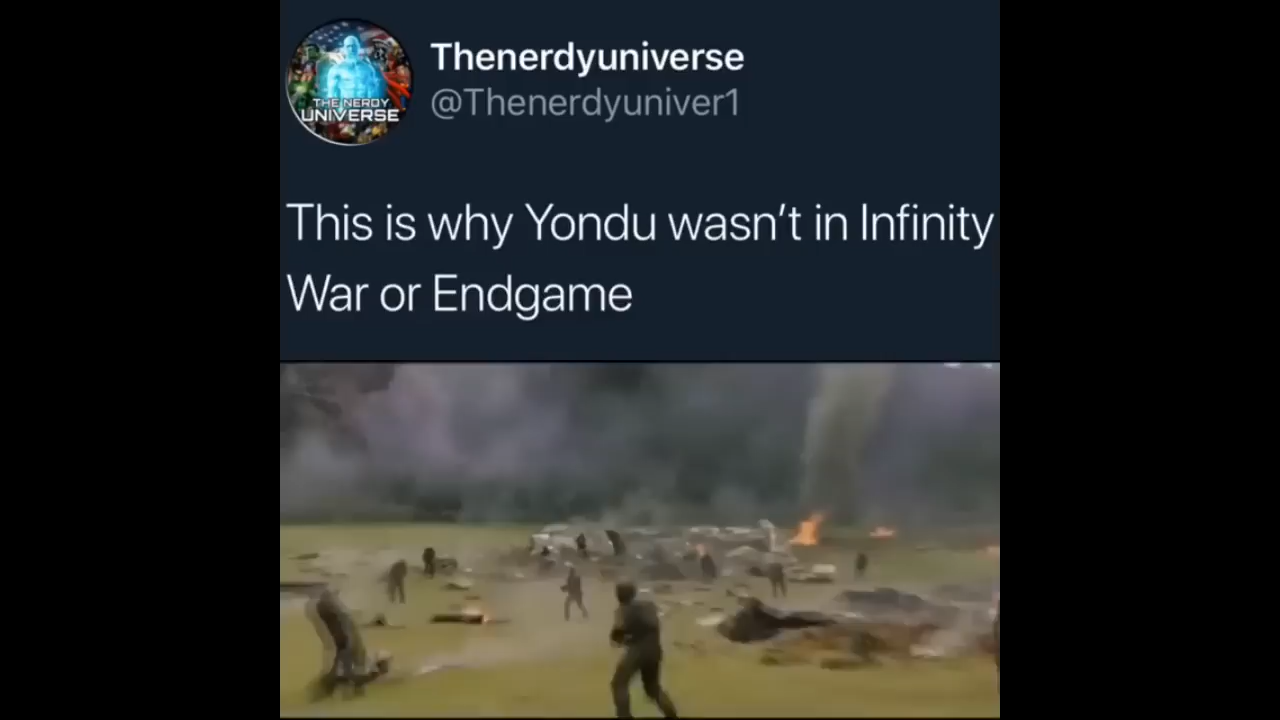 THE NERDY
UNIVERSE
Thenerdyuniverse
@Thenerdyuniver1
This is why Yondu wasn’t in Infinity
War or Endgame